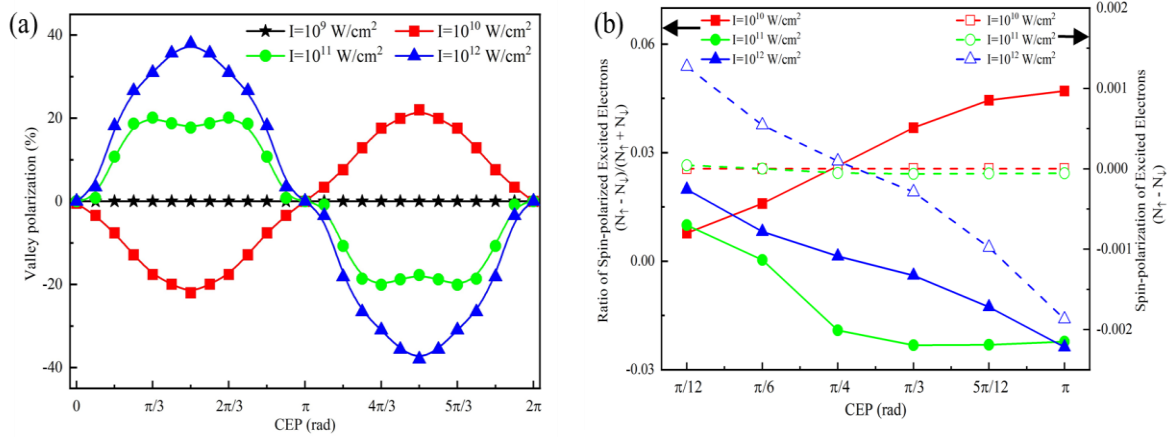 (a)
I=10⁹ W/cm² I=10¹⁰ W/cm²
I=10¹¹ W/cm² I=10¹² W/cm²
Valley polarization (%)
40
20
0
-20
-40
0 π/3 2π/3 π 4π/3 5π/3 2π
CEP (rad)
(b)
I=10¹⁰ W/cm² I=10¹⁰ W/cm²
I=10¹¹ W/cm² I=10¹¹ W/cm²
I=10¹² W/cm² I=10¹² W/cm²
Ratio of Spin-polarized Excited Electrons
(N↑ - N↓)/(N↑ + N↓)
0.06
0.03
0.00
-0.03
π/12 π/6 π/4 π/3 5π/12 π
CEP (rad)
0.002
0.001
0.000
-0.001
-0.002
Spin-polarization of Excited Electrons
(N↑ - N↓)